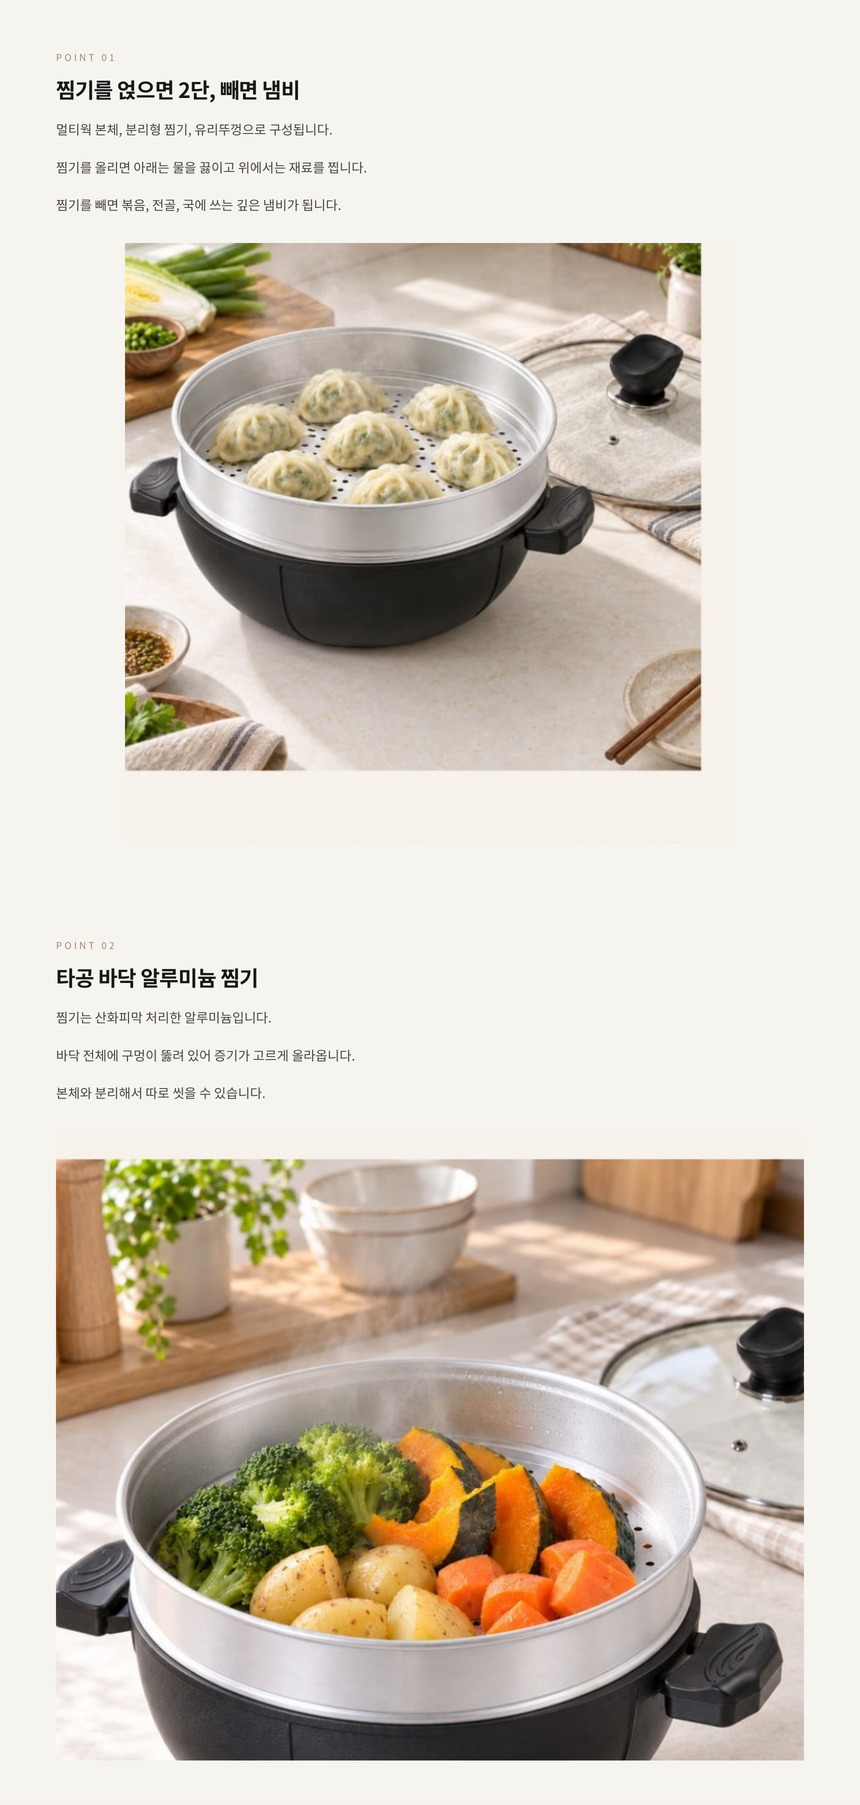 POINT 01
찜기를 얹으면 2단, 빼면 냄비
멀티웍 본체, 분리형 찜기, 유리뚜껑으로 구성됩니다.
찜기를 올리면 아래는 물을 끓이고 위에서는 재료를 찝니다.
찜기를 빼면 볶음, 전골, 국에 쓰는 깊은 냄비가 됩니다.
POINT 02
타공 바닥 알루미늄 찜기
찜기는 산화피막 처리한 알루미늄입니다.
바닥 전체에 구멍이 뚫려 있어 증기가 고르게 올라옵니다.
본체와 분리해서 따로 씻을 수 있습니다.